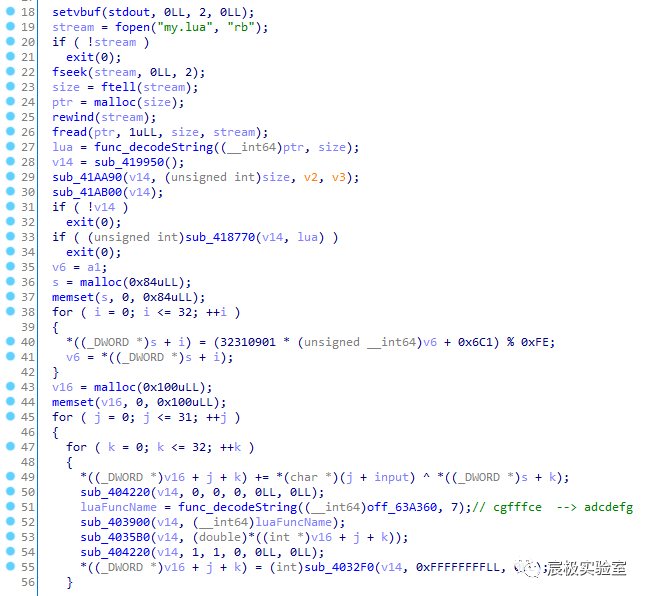 18 setvbuf(stdout, 0LL, 2, 0LL);
19 stream = fopen("my.lua", "rb");
20 if ( !stream )
21 exit(0);
22 fseek(stream, 0LL, 2);
23 size = ftell(stream);
24 ptr = malloc(size);
25 rewind(stream);
26 fread(ptr, 1uLL, size, stream);
27 lua = func_decodeString((__int64)ptr, size);
28 v14 = sub_419950();
29 sub_41AA90(v14, (unsigned int)size, v2, v3);
30 sub_41AB00(v14);
31 if ( !v14 )
32 exit(0);
33 if ( (unsigned int)sub_418770(v14, lua) )
34 exit(0);
35 v6 = a1;
36 s = malloc(0x84uLL);
37 memset(s, 0, 0x84uLL);
38 for ( i = 0; i <= 32; ++i )
39 {
40 *((_DWORD *)s + i) = (32310901 * (unsigned __int64)v6 + 0x6C1) % 0xFE;
41 v6 = *((_DWORD *)s + i);
42 }
43 v16 = malloc(0x100uLL);
44 memset(v16, 0, 0x100uLL);
45 for ( j = 0; j <= 31; ++j )
46 {
47 for ( k = 0; k <= 32; ++k )
48 {
49 *((_DWORD *)v16 + j + k) += *(char *)(j + input) ^ *((_DWORD *)s + k);
50 sub_404220(v14, 0, 0, 0, 0LL, 0LL);
51 luaFuncName = func_decodeString((__int64)off_63A360, 7);// cgfffce --> adcdefg
52 sub_403900(v14, (__int64)luaFuncName);
53 sub_4035B0(v14, (double)*((int *)v16 + j + k));
54 sub_404220(v14, 1, 1, 0, 0LL, 0LL);
55 *((_DWORD *)v16 + j + k) = (int)sub_4032F0(v14, 0xFFFFFFFFLL,
56 }
宸极实验室